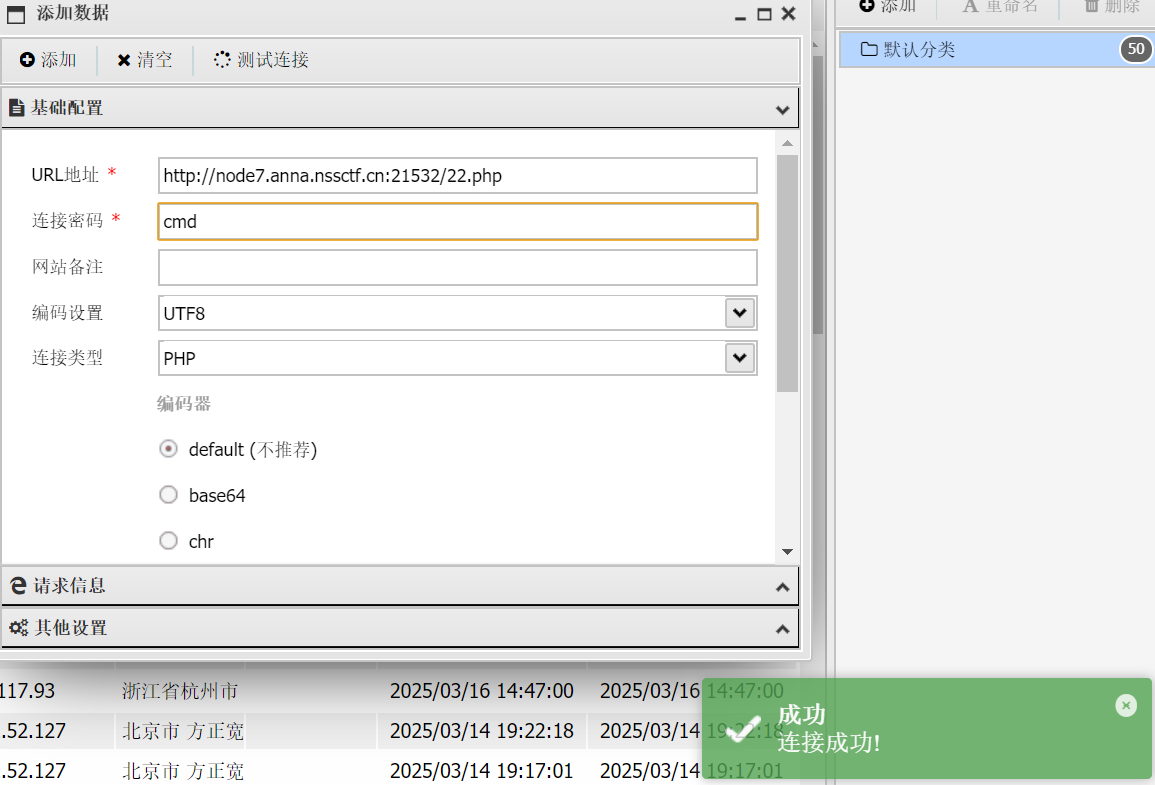 添加数据
添加 清空 测试连接
基础配置
URL地址 * http://node7.anna.nssctf.cn:21532/22.php
连接密码 * cmd
网站备注
编码设置 UTF8
连接类型 PHP
编码器
default (不推荐)
base64
chr
请求信息
其他设置
117.93 浙江省杭州市 2025/03/16 14:47:00 2025/03/16 14:47:00
.52.127 北京市 方正宽 2025/03/14 19:22:18 2025/03/14 19:22:18
.52.127 北京市 方正宽 2025/03/14 19:17:01 2025/03/14 19:17:01
添加 重命名 删除
默认分类 50
成功
连接成功!